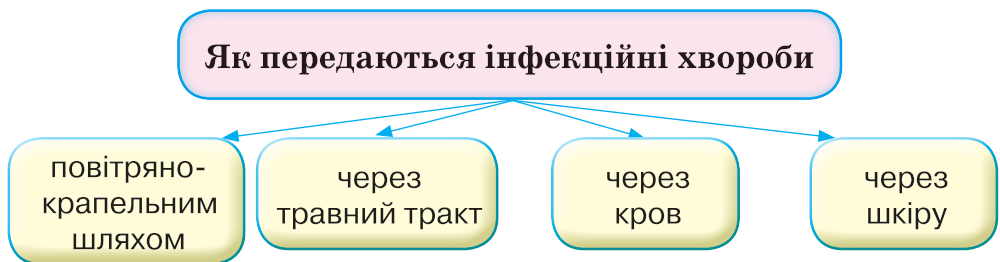 Як передаються інфекційні хвороби
повітряно-
крапельним
шляхом
через
травний тракт
через
кров
через
шкіру